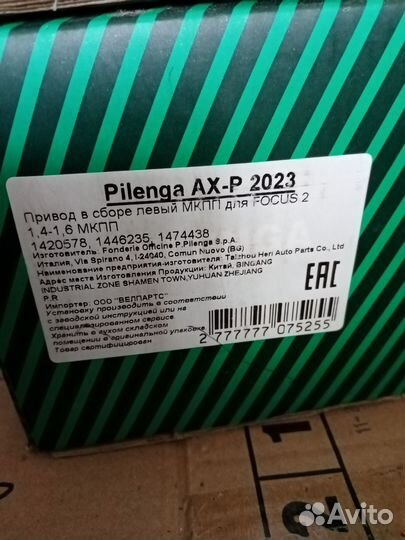 Pilenga AX-P 2023
Привод в сборе левый МКПП для FOCUS 2
1,4-1,6 МКПП
1420578, 1446235, 1474438
Изготовитель: Fonderie Officine P.Pilenga S.p.A.
Италия, Via Spirano 4, I-24040, Comun Nuovo (BG)
Наименование предприятия-изготовителя: Taizhou Heri Auto Parts Co., Ltd
Адрес места Изготовления Продукции: Китай, BINGANG
INDUSTRIAL ZONE SHAMEN TOWN,YUHUAN ZHEJIANG
P.R.
Импортер: ООО "ВЕЛПАРТС"
Установку производить в соответствии
с заводской инструкцией или на
специализированном сервисе
Хранить в сухом складском
помещении в оригинальной упаковке
Товар сертифицирован
EAC
2 777777 075255
Avito